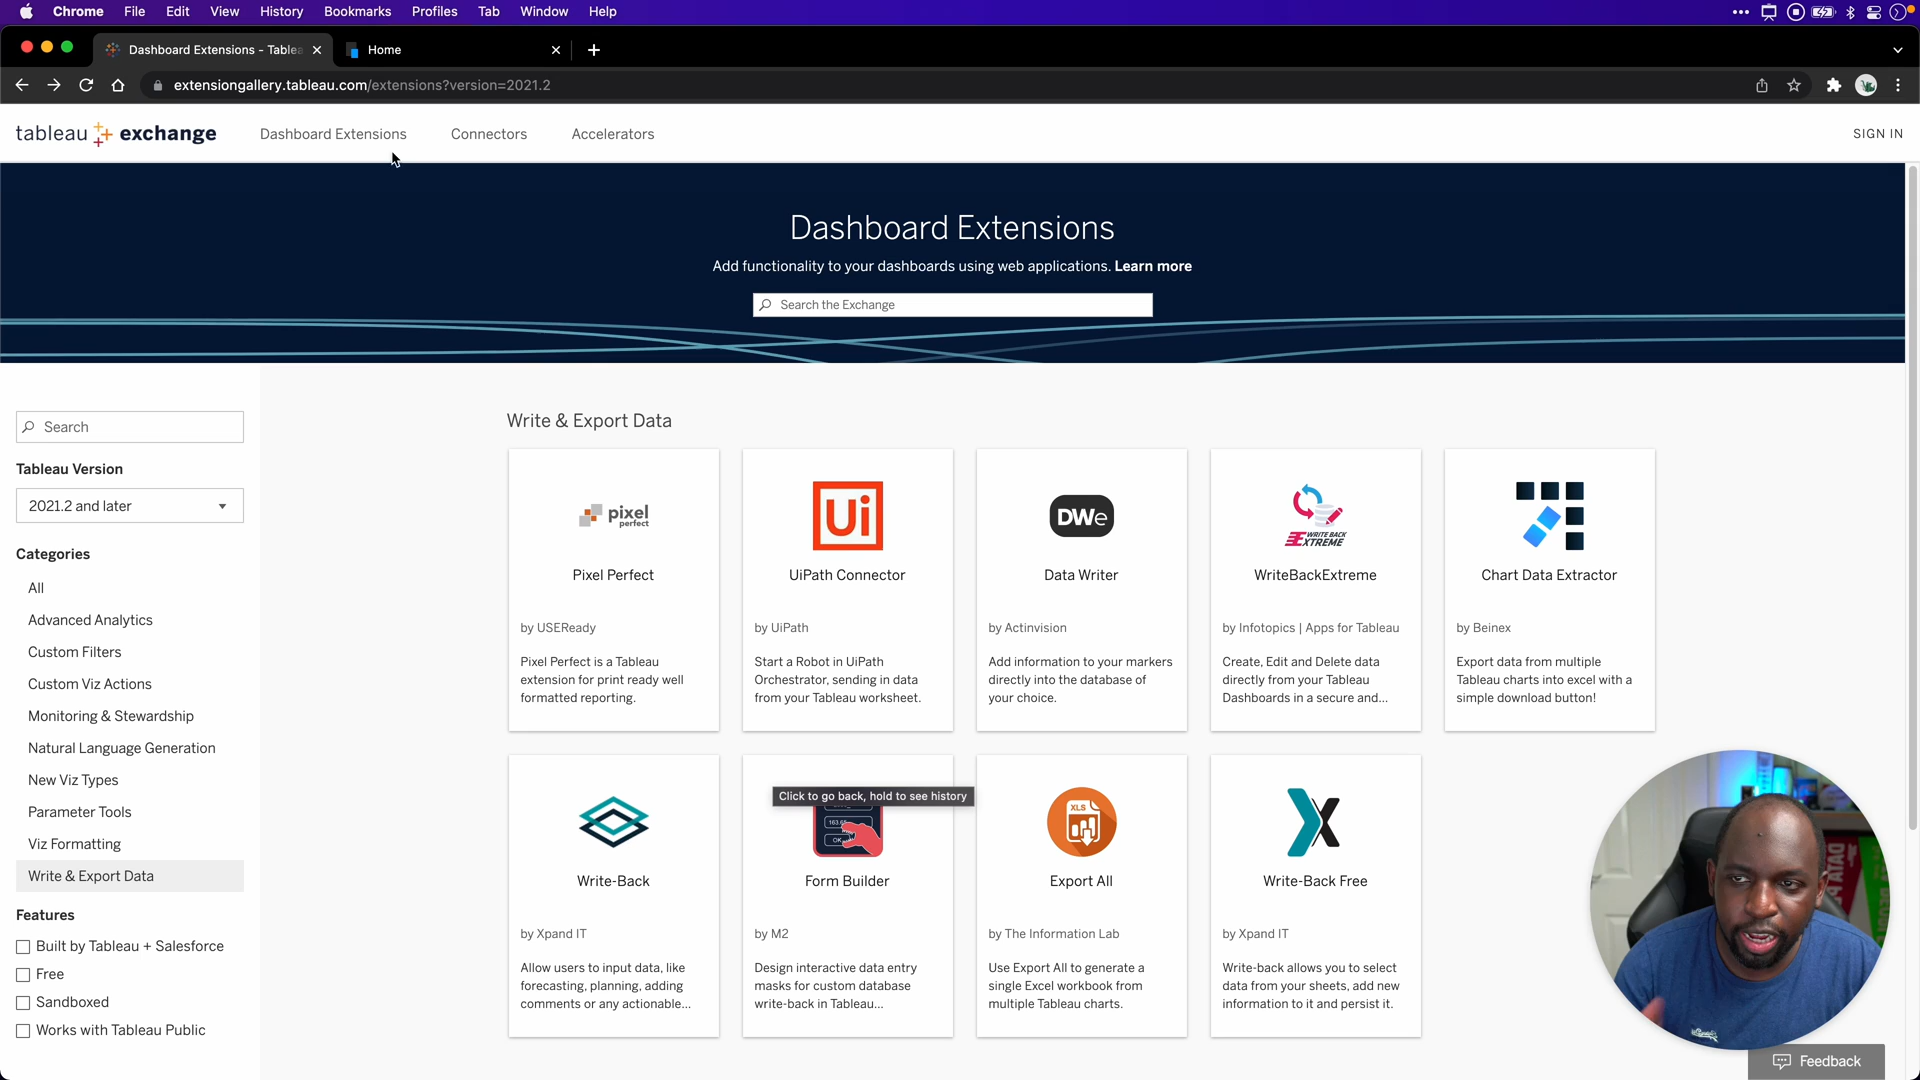 Chrome File Edit View History Bookmarks Profiles Tab Window Help
Dashboard Extensions - Tablea
Home
extensiongallery.tableau.com/extensions?version=2021.2
tableau exchange
Dashboard Extensions
Connectors
Accelerators
SIGN IN
Dashboard Extensions
Add functionality to your dashboards using web applications. Learn more
Search the Exchange
Search
Tableau Version
2021.2 and later
Categories
All
Advanced Analytics
Custom Filters
Custom Viz Actions
Monitoring & Stewardship
Natural Language Generation
New Viz Types
Parameter Tools
Viz Formatting
Write & Export Data
Features
Built by Tableau + Salesforce
Free
Sandboxed
Works with Tableau Public
Write & Export Data
pixel
perfect
Pixel Perfect
by USEReady
Pixel Perfect is a Tableau
extension for print ready well
formatted reporting.
Ui
UiPath Connector
by UiPath
Start a Robot in UiPath
Orchestrator, sending in data
from your Tableau worksheet.
DWe
Data Writer
by Actinvision
Add information to your markers
directly into the database of
your choice.
WRITE BACK
EXTREME
WriteBackExtreme
by Infotopics | Apps for Tableau
Create, Edit and Delete data
directly from your Tableau
Dashboards in a secure and...
Chart Data Extractor
by Beinex
Export data from multiple
Tableau charts into excel with a
simple download button!
Write-Back
by Xpand IT
Allow users to input data, like
forecasting, planning, adding
comments or any actionable...
Click to go back, hold to see history
163.65
OK
Form Builder
by M2
Design interactive data entry
masks for custom database
write-back in Tableau...
XLS
Export All
by The Information Lab
Use Export All to generate a
single Excel workbook from
multiple Tableau charts.
Write-Back Free
by Xpand IT
Write-back allows you to select
data from your sheets, add new
information to it and persist it.
Feedback